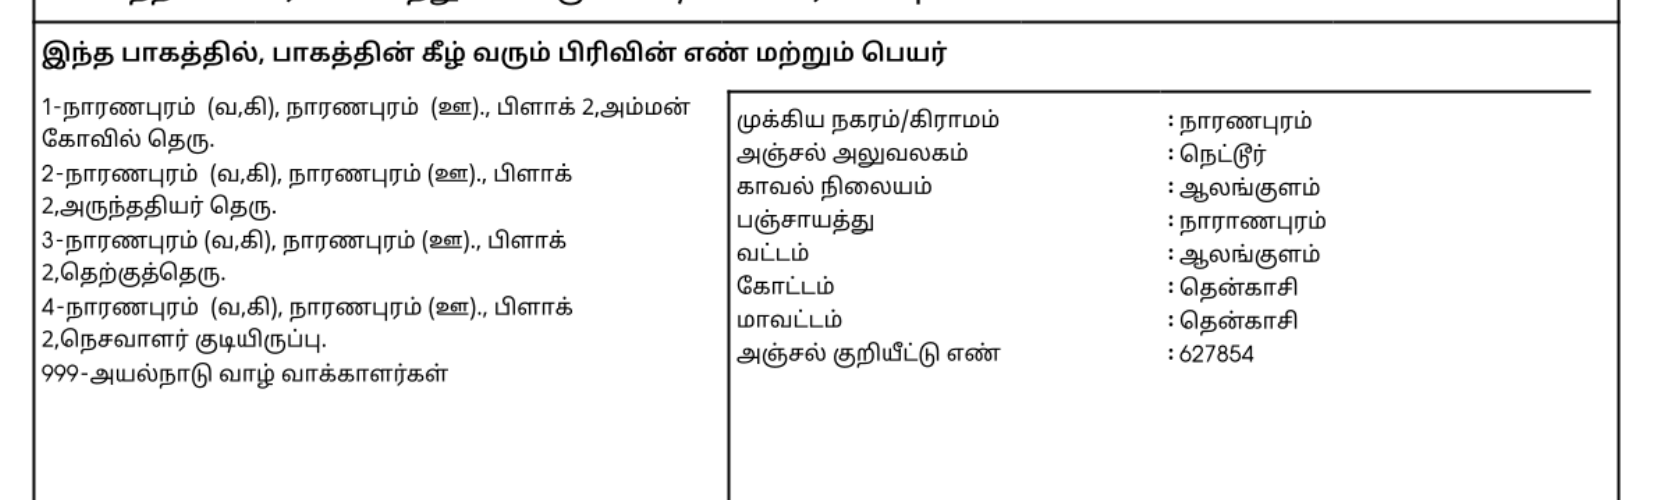 இந்த பாகத்தில், பாகத்தின் கீழ் வரும் பிரிவின் எண் மற்றும் பெயர்
1-நாரணபுரம் (வ,கி), நாரணபுரம் (ஊ)., பிளாக் 2,அம்மன்
கோவில் தெரு.
2-நாரணபுரம் (வ,கி), நாரணபுரம் (ஊ)., பிளாக்
2,அருந்ததியர் தெரு.
3-நாரணபுரம் (வ,கி), நாரணபுரம் (ஊ)., பிளாக்
2,தெற்குத்தெரு.
4-நாரணபுரம் (வ,கி), நாரணபுரம் (ஊ)., பிளாக்
2,நெசவாளர் குடியிருப்பு.
999-அயல்நாடு வாழ் வாக்காளர்கள்
முக்கிய நகரம்/கிராமம் : நாரணபுரம்
அஞ்சல் அலுவலகம் : நெட்டூர்
காவல் நிலையம் : ஆலங்குளம்
பஞ்சாயத்து : நாராணபுரம்
வட்டம் : ஆலங்குளம்
கோட்டம் : தென்காசி
மாவட்டம் : தென்காசி
அஞ்சல் குறியீட்டு எண் : 627854